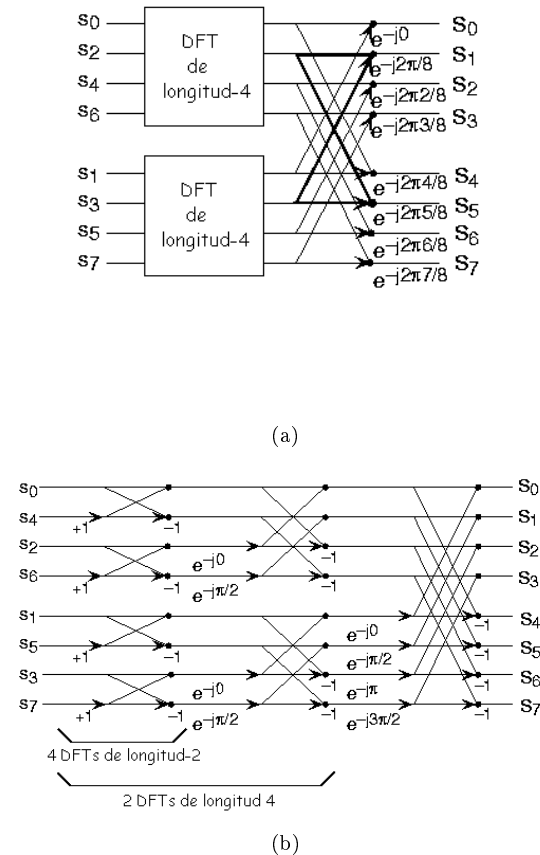 s0 DFT de longitud-4 e–j0 S0
s2 e–j2π/8 S1
s4 e–j2π2/8 S2
s6 e–j2π3/8 S3
s1 DFT de longitud-4 e–j2π4/8 S4
s3 e–j2π5/8 S5
s5 e–j2π6/8 S6
s7 e–j2π7/8 S7
(a)
s0 S0
s4 +1 –1 S1
s2 e–j0 –1 S2
s6 +1 –1 e–jπ/2 –1 S3
s1 e–j0 –1 S4
s5 +1 –1 e–jπ/2 –1 S5
s3 e–j0 –1 e–jπ –1 S6
s7 +1 –1 e–jπ/2 –1 e–j3π/2 –1 S7
4 DFTs de longitud-2
2 DFTs de longitud 4
(b)